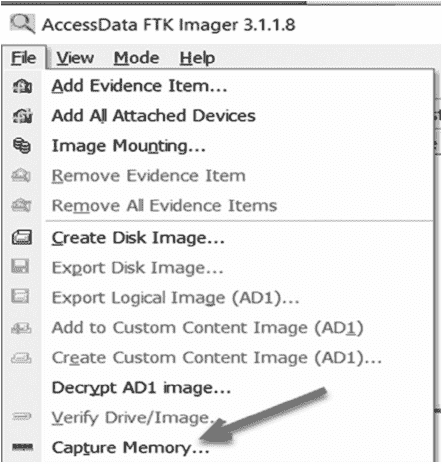 AccessData FTK Imager 3.1.1.8
File View Mode Help
Add Evidence Item...
Add All Attached Devices
Image Mounting...
Remove Evidence Item
Remove All Evidence Items
Create Disk Image...
Export Disk Image...
Export Logical Image (AD1)...
Add to Custom Content Image (AD1)
Create Custom Content Image (AD1)...
Decrypt AD1 image...
Verify Drive/Image...
Capture Memory...